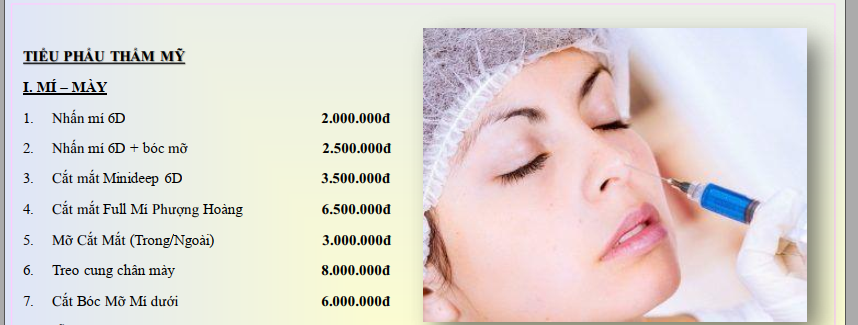 TIỂU PHẪU THẨM MỸ
I. MÍ – MÀY
1. Nhấn mí 6D 2.000.000đ
2. Nhấn mí 6D + bóc mỡ 2.500.000đ
3. Cắt mắt Minideep 6D 3.500.000đ
4. Cắt mắt Full Mí Phượng Hoàng 6.500.000đ
5. Mỡ Cắt Mắt (Trong/Ngoài) 3.000.000đ
6. Treo cung chân mày 8.000.000đ
7. Cắt Bóc Mỡ Mí dưới 6.000.000đ